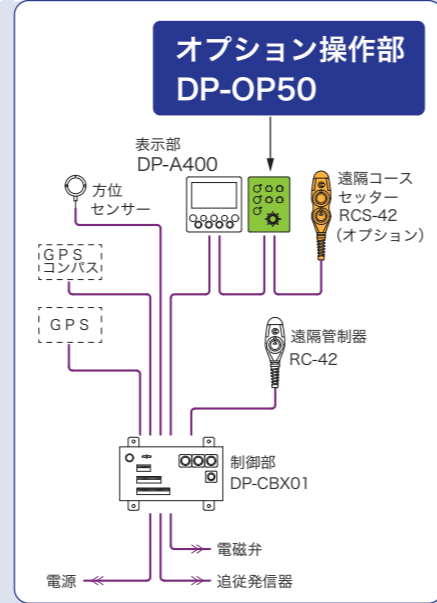 オプション操作部
DP-OP50
表示部
DP-A400
方位
センサー
遠隔コース
セッター
RCS-42
(オプション)
GPS
コンパス
GPS
遠隔管制器
RC-42
制御部
DP-CBX01
電磁弁
電源
追従発信器